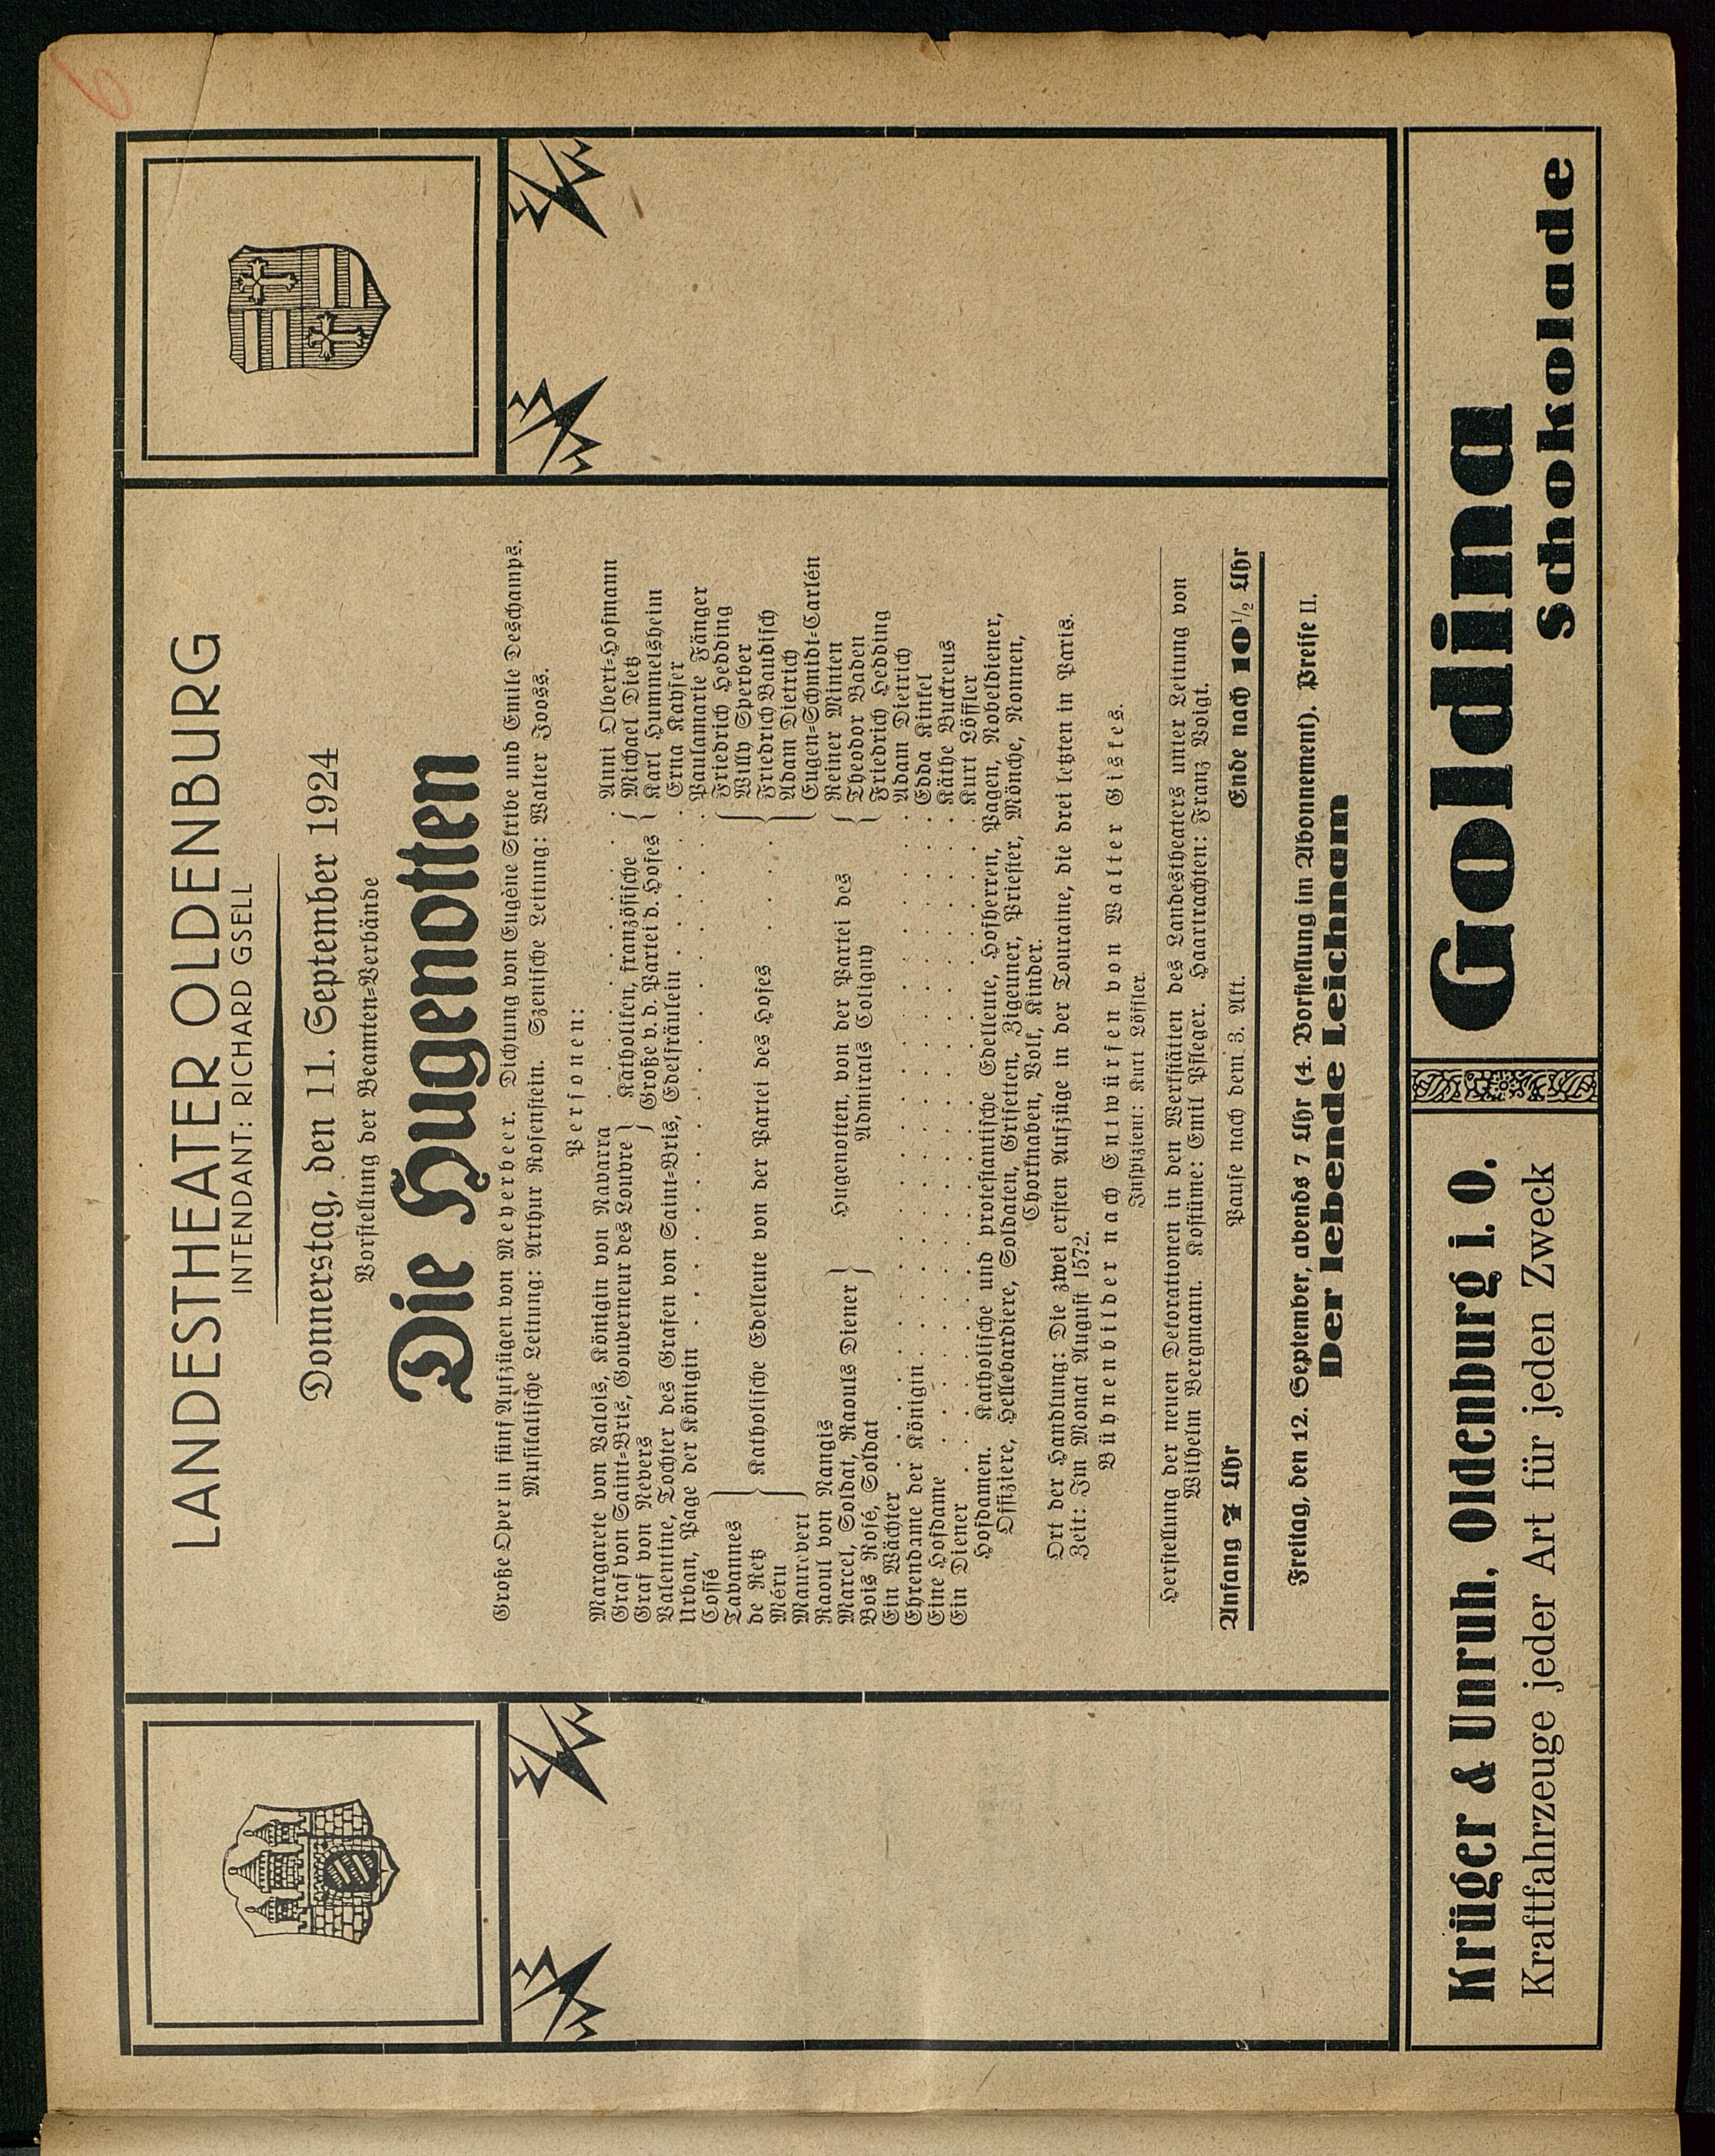 LANDESTHEATER OLDENBURG
INTENDANT: RICHARD GSELL
Donnerstag, den 11. September 1924
Vorstellung der Beamten-Verbände
Die Hugenotten
Große Oper in fünf Aufzügen von Meyerbeer. Dichtung von Eugène Skribe und Emile Deschamps.
Musikalische Leitung: Arthur Rosenstein. Szenische Leitung: Walter Jooss.
Personen:
Margarete von Valois, Königin von Navarra . . . . Anni Olbert-Hofmann
Graf von Saint-Bris, Gouverneur des Louvre } Katholiken, französische { Michael Dietz
Graf von Nevers } Große v. d. Partei d. Hofes { Karl Hummelsheim
Valentine, Tochter des Grafen von Saint-Bris, Edelfräulein . . . . Erna Kayser
Urban, Page der Königin . . . . Paulamarie Fänger
Cossé } { Friedrich Hedding
Tavannes } { Willy Sperber
de Retz } Katholische Edelleute von der Partei des Hofes { Friedrich Baudisch
Méru } { Adam Dietrich
Maurevert } { Eugen-Schmidt-Carlén
Raoul von Nangis } { Reiner Minten
Marcel, Soldat, Raouls Diener } Hugenotten, von der Partei des { Theodor Baden
Bois Rosé, Soldat } Admirals Coligny { Friedrich Hedding
Ein Wächter . . . . Adam Dietrich
Ehrendame der Königin . . . . Edda Kinkel
Eine Hofdame . . . . Käthe Buckreus
Ein Diener . . . . Kurt Löffler
Hofdamen. Katholische und protestantische Edelleute, Hofherren, Pagen, Nobeldiener,
Offiziere, Hellebardiere, Soldaten, Grisetten, Zigeuner, Priester, Mönche, Nonnen,
Chorknaben, Volk, Kinder.
Ort der Handlung: Die zwei ersten Aufzüge in der Touraine, die drei letzten in Paris.
Zeit: Im Monat August 1572.
Bühnenbilder nach Entwürfen von Walter Giskes.
Inspizient: Kurt Löffler.
Herstellung der neuen Dekorationen in den Werkstätten des Landestheaters unter Leitung von
Wilhelm Bergmann. Kostüme: Emil Pfleger. Haartrachten: Franz Voigt.
Anfang 7 Uhr Pause nach dem 3. Akt. Ende nach 10½ Uhr
Freitag, den 12. September, abends 7 Uhr (4. Vorstellung im Abonnement). Preise II.
Der lebende Leichnam
Krüger & Unruh, Oldenburg i. O.
Kraftfahrzeuge jeder Art für jeden Zweck
Goldina
Schokolade